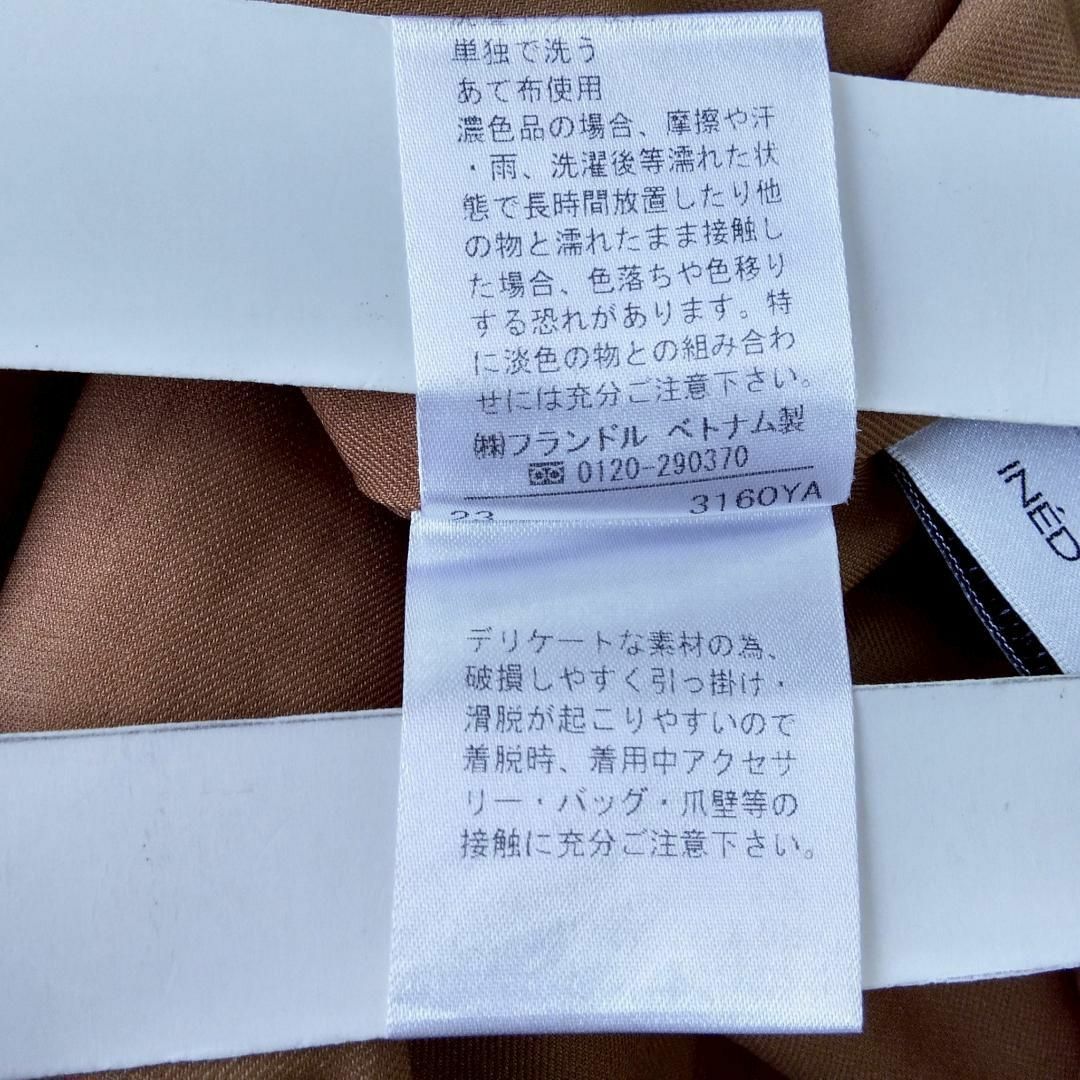 単独で洗う
あて布使用
濃色品の場合、摩擦や汗
・雨、洗濯後等濡れた状
態で長時間放置したり他
の物と濡れたまま接触し
た場合、色落ちや色移り
する恐れがあります。特
に淡色の物との組み合わ
せには充分ご注意下さい。
㈱フランドル ベトナム製
0120-290370
23 3160YA
INÉD
デリケートな素材の為、
破損しやすく引っ掛け・
滑脱が起こりやすいので
着脱時、着用中アクセサ
リー・バッグ・爪壁等の
接触に充分ご注意下さい。